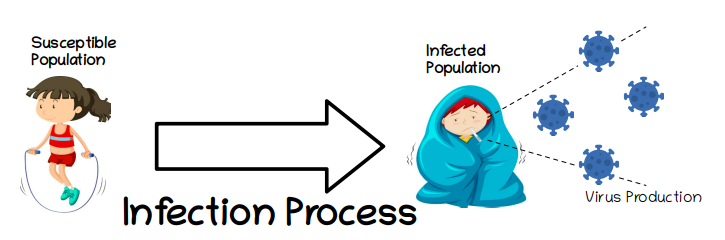 Susceptible
Population
Infected
Population
Infection Process
Virus Production